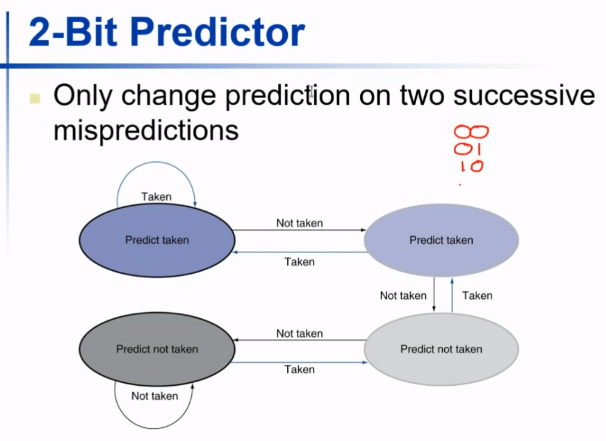 2-Bit Predictor
Only change prediction on two successive
mispredictions
00
01
10
Taken
Predict taken
Not taken
Taken
Predict taken
Not taken
Taken
Predict not taken
Not taken
Taken
Predict not taken
Not taken